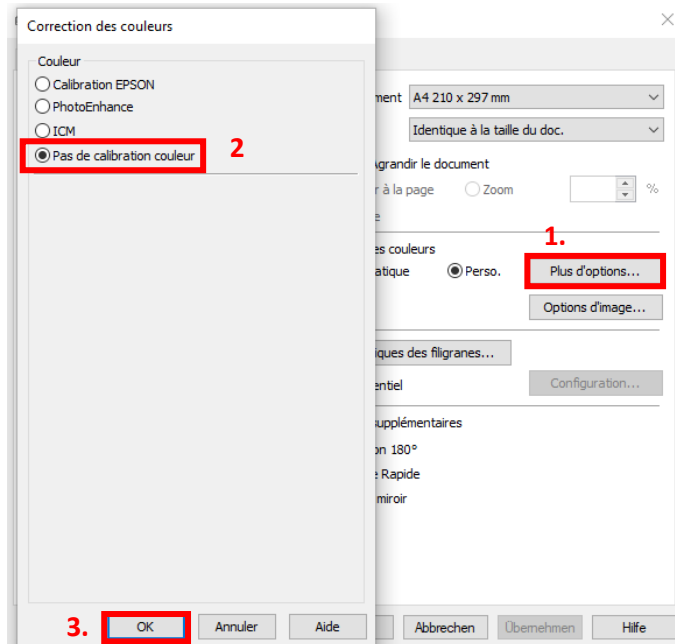 Correction des couleurs
Couleur
Calibration EPSON
PhotoEnhance
ICM
Pas de calibration couleur
2
ment A4 210 x 297 mm
Identique à la taille du doc.
Agrandir le document
r à la page Zoom %
es couleurs
1.
atique Perso. Plus d'options...
Options d'image...
iques des filigranes...
entiel Configuration...
supplémentaires
on 180°
e Rapide
miroir
3. OK Annuler Aide
Abbrechen Übernehmen Hilfe